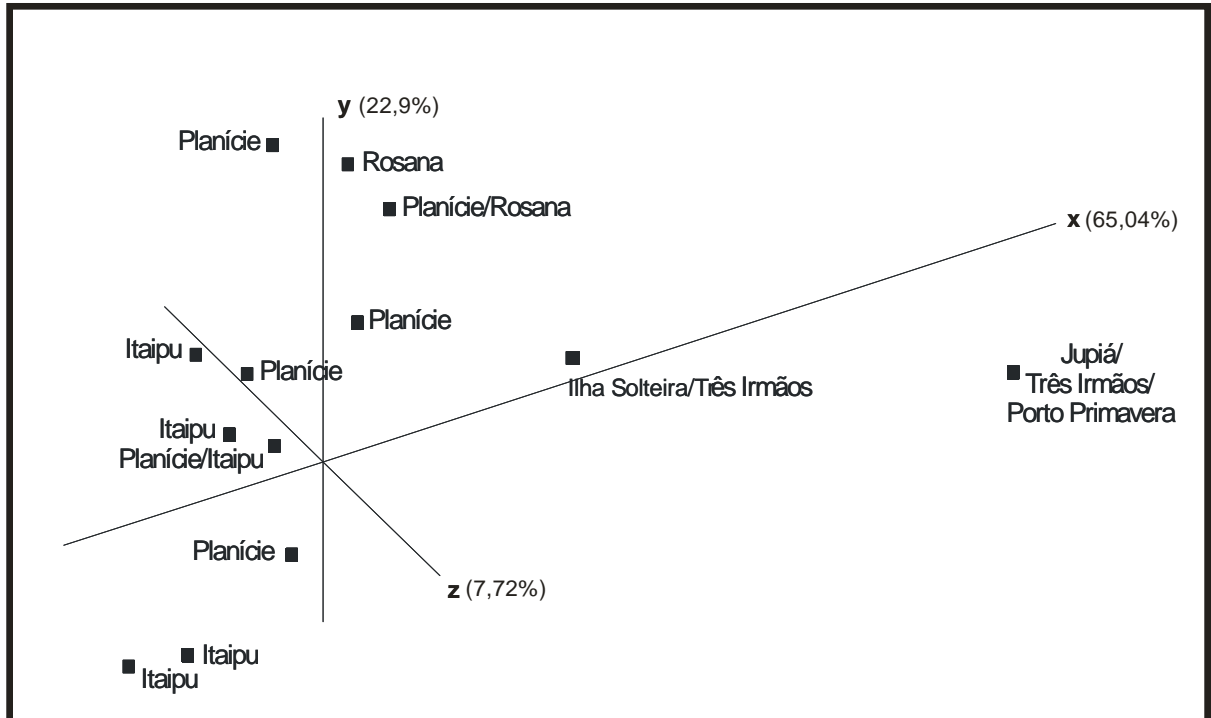 y (22,9%)
Planície
Rosana
Planície/Rosana
x (65,04%)
Planície
Itaipu
Planície
Ilha Solteira/Três Irmãos
Jupiá/
Três Irmãos/
Porto Primavera
Itaipu
Planície/Itaipu
Planície
z (7,72%)
Itaipu
Itaipu